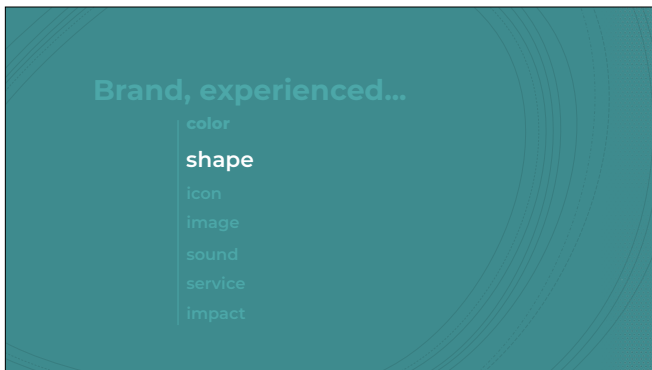 Brand, experienced...
color
shape
icon
image
sound
service
impact